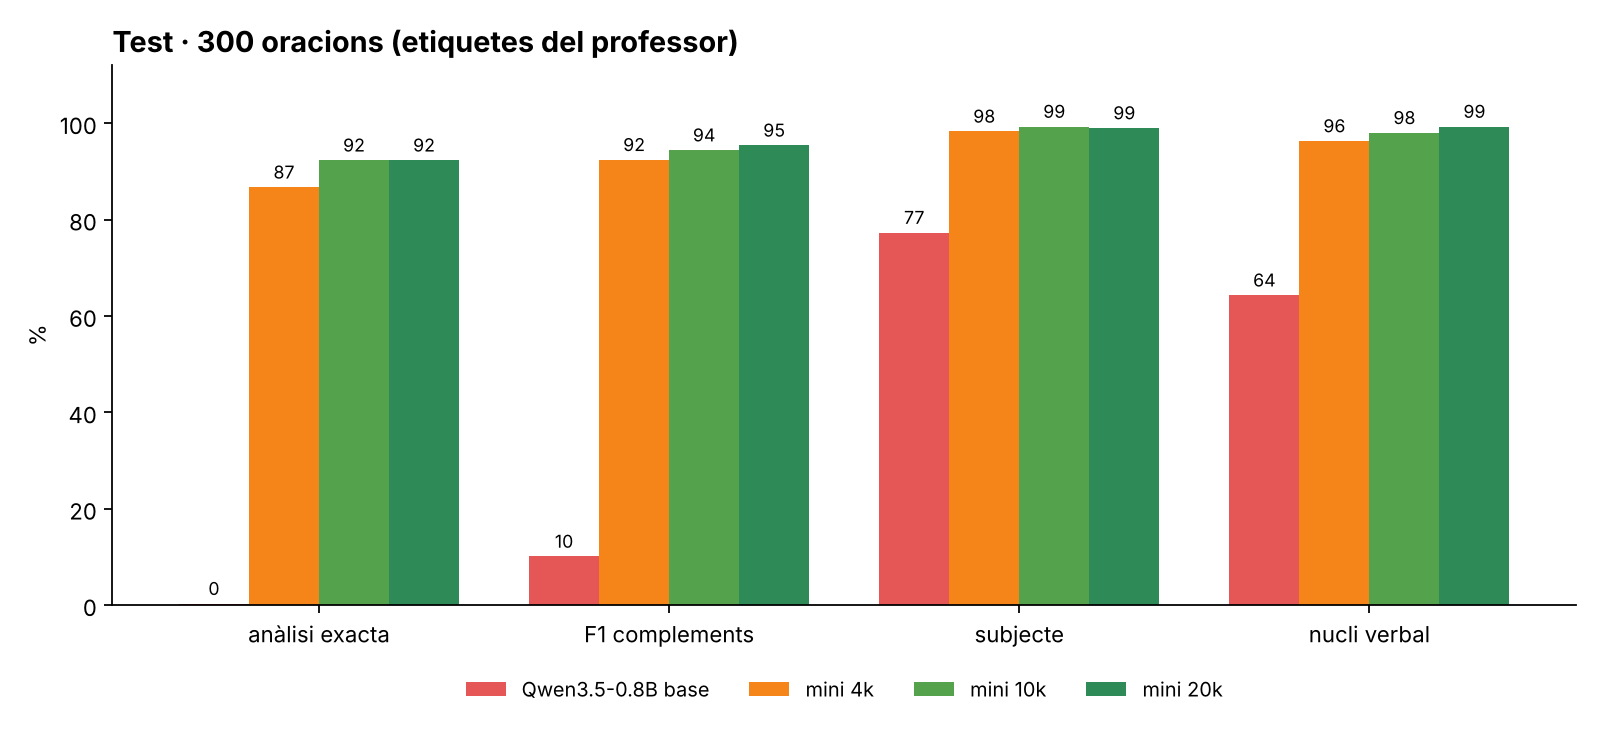 Test · 300 oracions (etiquetes del professor)
%
100
80
60
40
20
0
0
87
92
92
10
92
94
95
77
98
99
99
64
96
98
99
anàlisi exacta
F1 complements
subjecte
nucli verbal
Qwen3.5-0.8B base
mini 4k
mini 10k
mini 20k